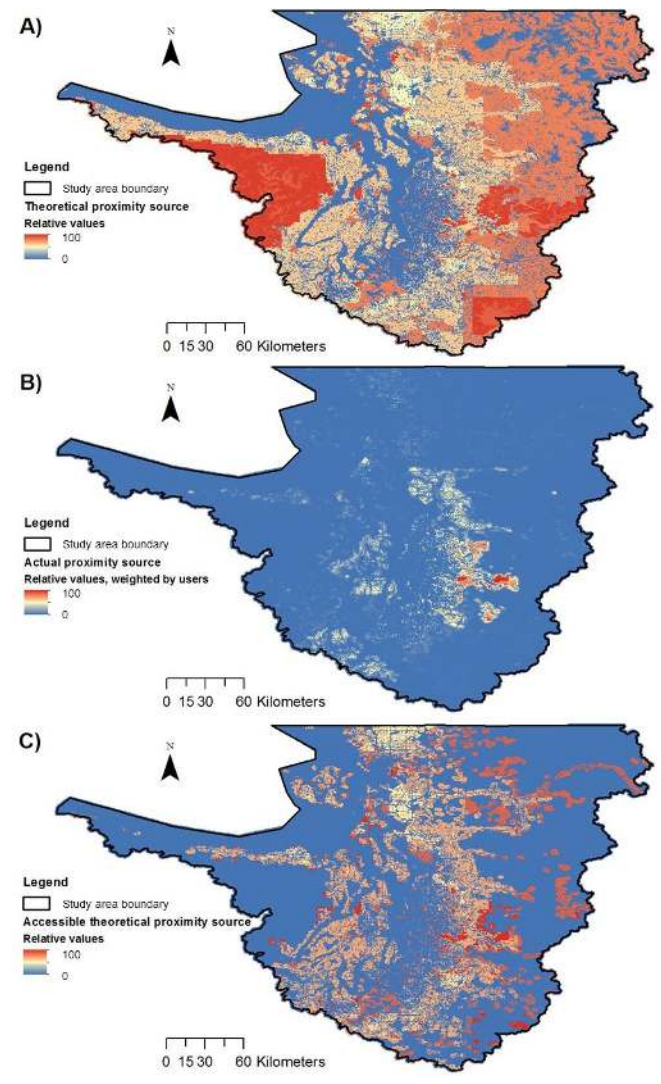 A)
N
Legend
Study area boundary
Theoretical proximity source
Relative values
100
0
0 15 30 60 Kilometers
B)
N
Legend
Study area boundary
Actual proximity source
Relative values, weighted by users
100
0
0 15 30 60 Kilometers
C)
N
Legend
Study area boundary
Accessible theoretical proximity source
Relative values
100
0
0 15 30 60 Kilometers